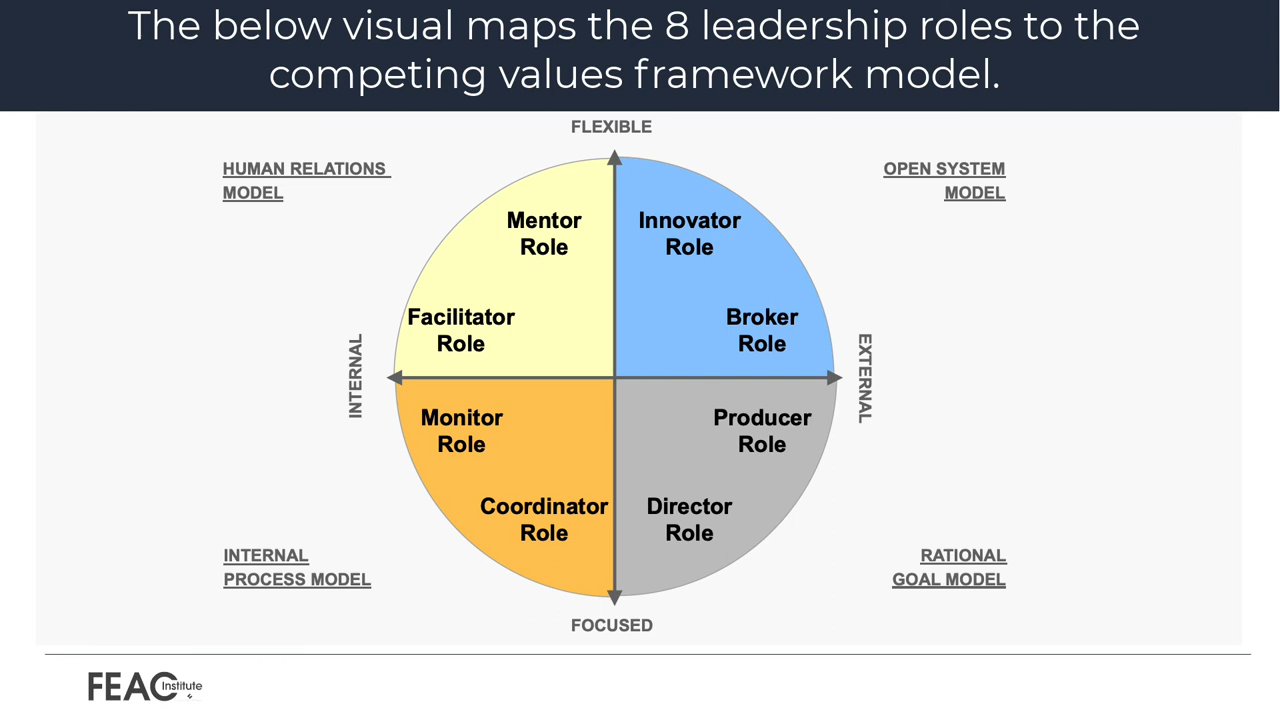 The below visual maps the 8 leadership roles to the
competing values framework model.
FLEXIBLE
HUMAN RELATIONS
MODEL
OPEN SYSTEM
MODEL
Mentor
Role
Innovator
Role
Facilitator
Role
Broker
Role
INTERNAL
EXTERNAL
Monitor
Role
Producer
Role
Coordinator
Role
Director
Role
INTERNAL
PROCESS MODEL
RATIONAL
GOAL MODEL
FOCUSED
FEAC Institute